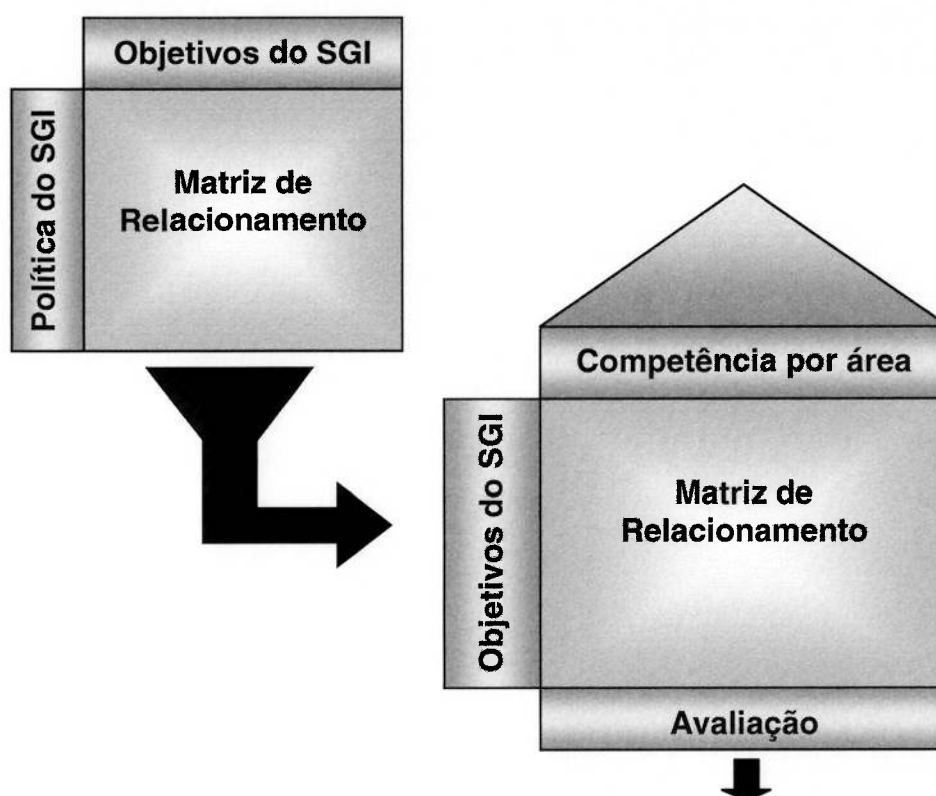 Objetivos do SGI
Política do SGI
Matriz de
Relacionamento
Competência por área
Objetivos do SGI
Matriz de
Relacionamento
Avaliação